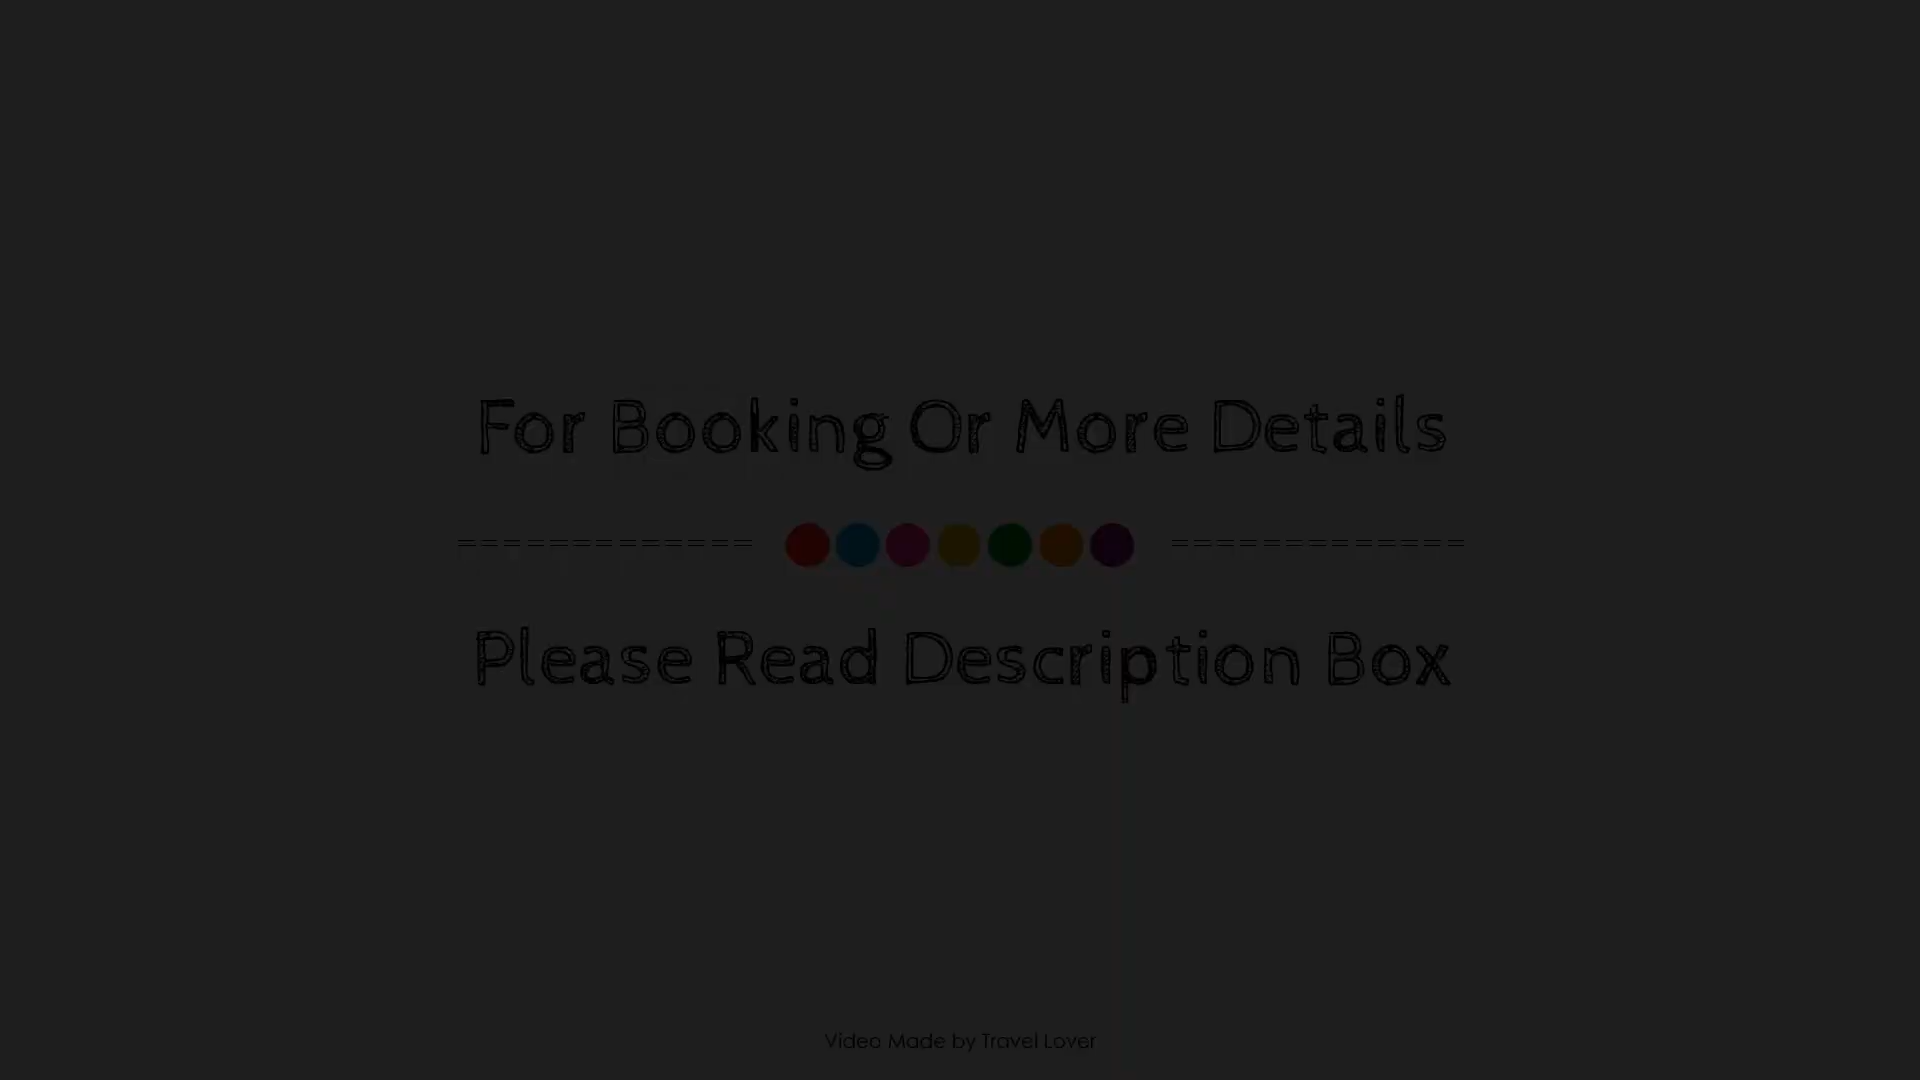 For Booking Or More Details
============= =============
Please Read Description Box
Video Made by Travel Lover